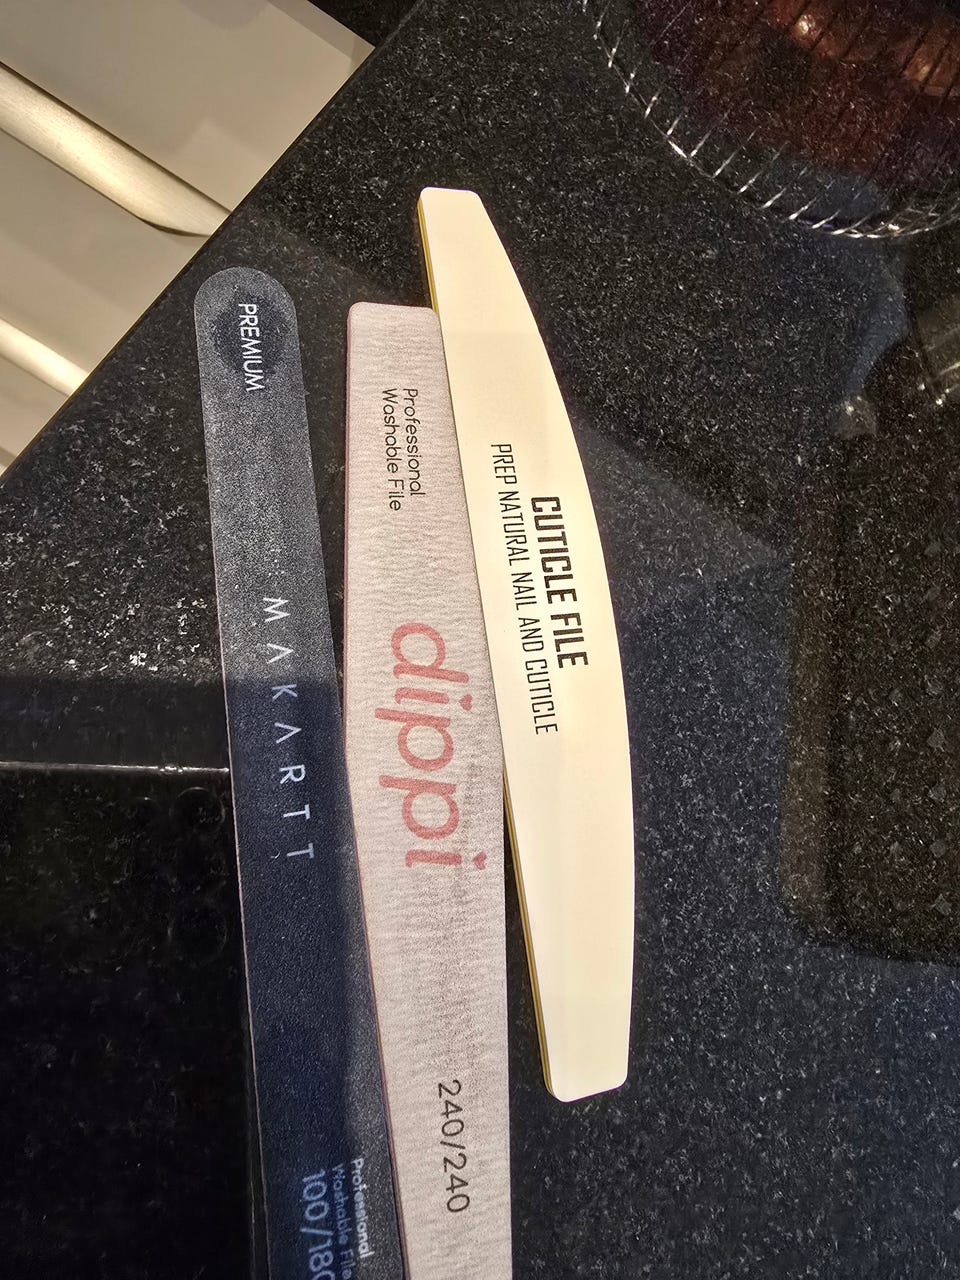 PREMIUM
MAKARTT
Professional
Washable File
100/180
Professional
Washable File
dippi
240/240
CUTICLE FILE
PREP NATURAL NAIL AND CUTICLE